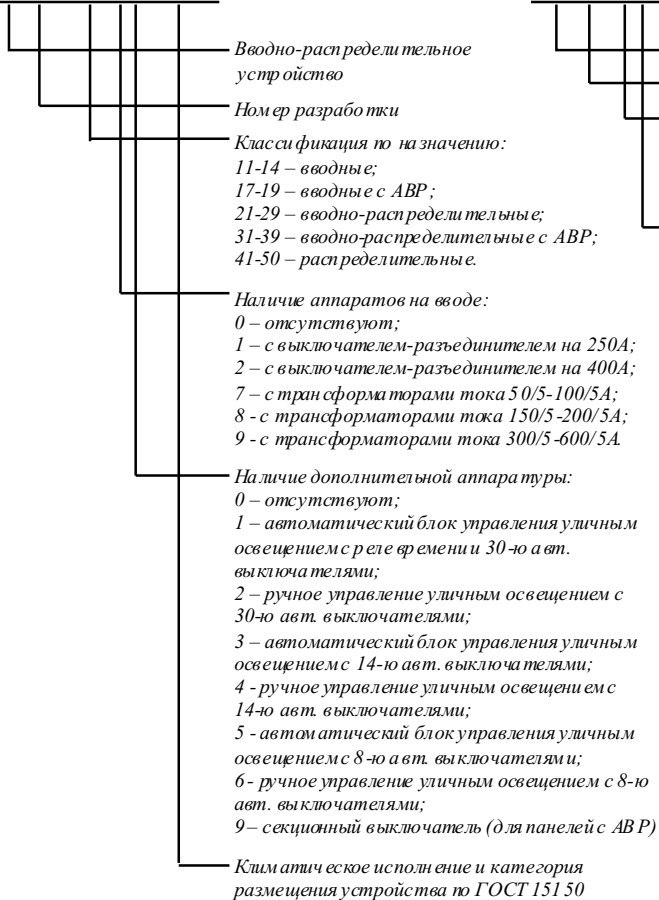 Вводно-распределительное
устройство
Номер разработки
Классификация по назначению:
11-14 – вводные;
17-19 – вводные с АВР;
21-29 – вводно-распределительные;
31-39 – вводно-распределительные с АВР;
41-50 – распределительные.
Наличие аппаратов на вводе:
0 – отсутствуют;
1 – с выключателем-разъединителем на 250А;
2 – с выключателем-разъединителем на 400А;
7 – с трансформаторами тока 50/5-100/5А;
8 - с трансформаторами тока 150/5-200/5А;
9 - с трансформаторами тока 300/5-600/5А.
Наличие дополнительной аппаратуры:
0 – отсутствуют;
1 – автоматический блок управления уличным
освещением с реле времени и 30-ю авт.
выключателями;
2 – ручное управление уличным освещением с
30-ю авт. выключателями;
3 – автоматический блок управления уличным
освещением с 14-ю авт. выключателями;
4 - ручное управление уличным освещением с
14-ю авт. выключателями;
5 - автоматический блок управления уличным
освещением с 8-ю авт. выключателями;
6 - ручное управление уличным освещением с 8-ю
авт. выключателями;
9 – секционный выключатель (для панелей с АВР)
Климатическое исполнение и категория
размещения устройства по ГОСТ 15150